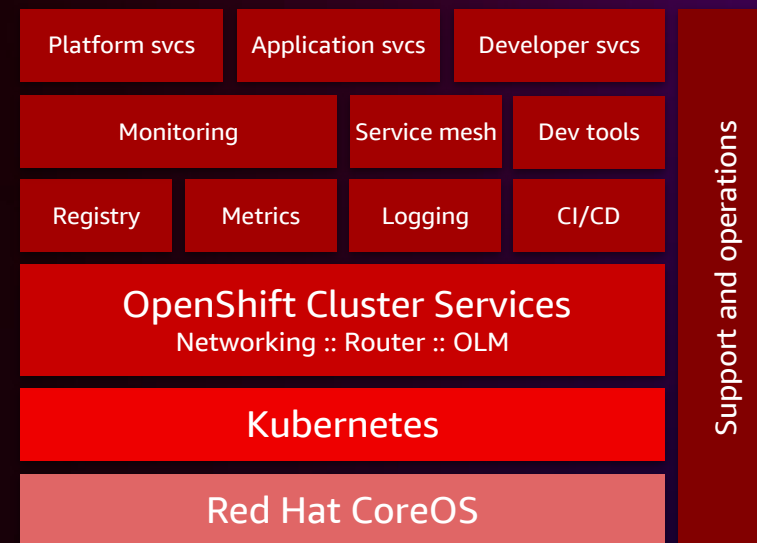 Platform svcs
Application svcs
Developer svcs
Monitoring
Service mesh
Dev tools
Registry
Metrics
Logging
CI/CD
OpenShift Cluster Services
Networking :: Router :: OLM
Kubernetes
Red Hat CoreOS
Support and operations